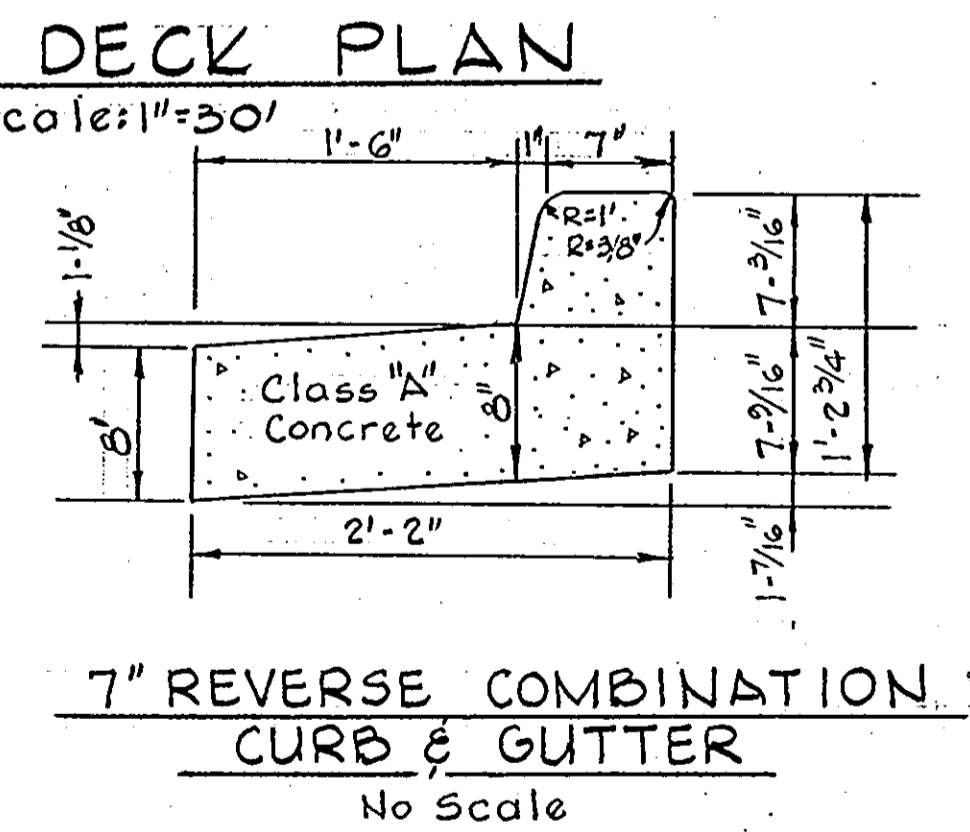 DECK PLAN
cale:1"=30'
1'-6"
1"
7"
1-1/8"
R=1'
R=3/8"
7-3/16"
8'
Class "A"
Concrete
8"
7-9/16"
1'-2 3/4"
2'-2"
1-7/16"
7" REVERSE COMBINATION
CURB & GUTTER
No Scale